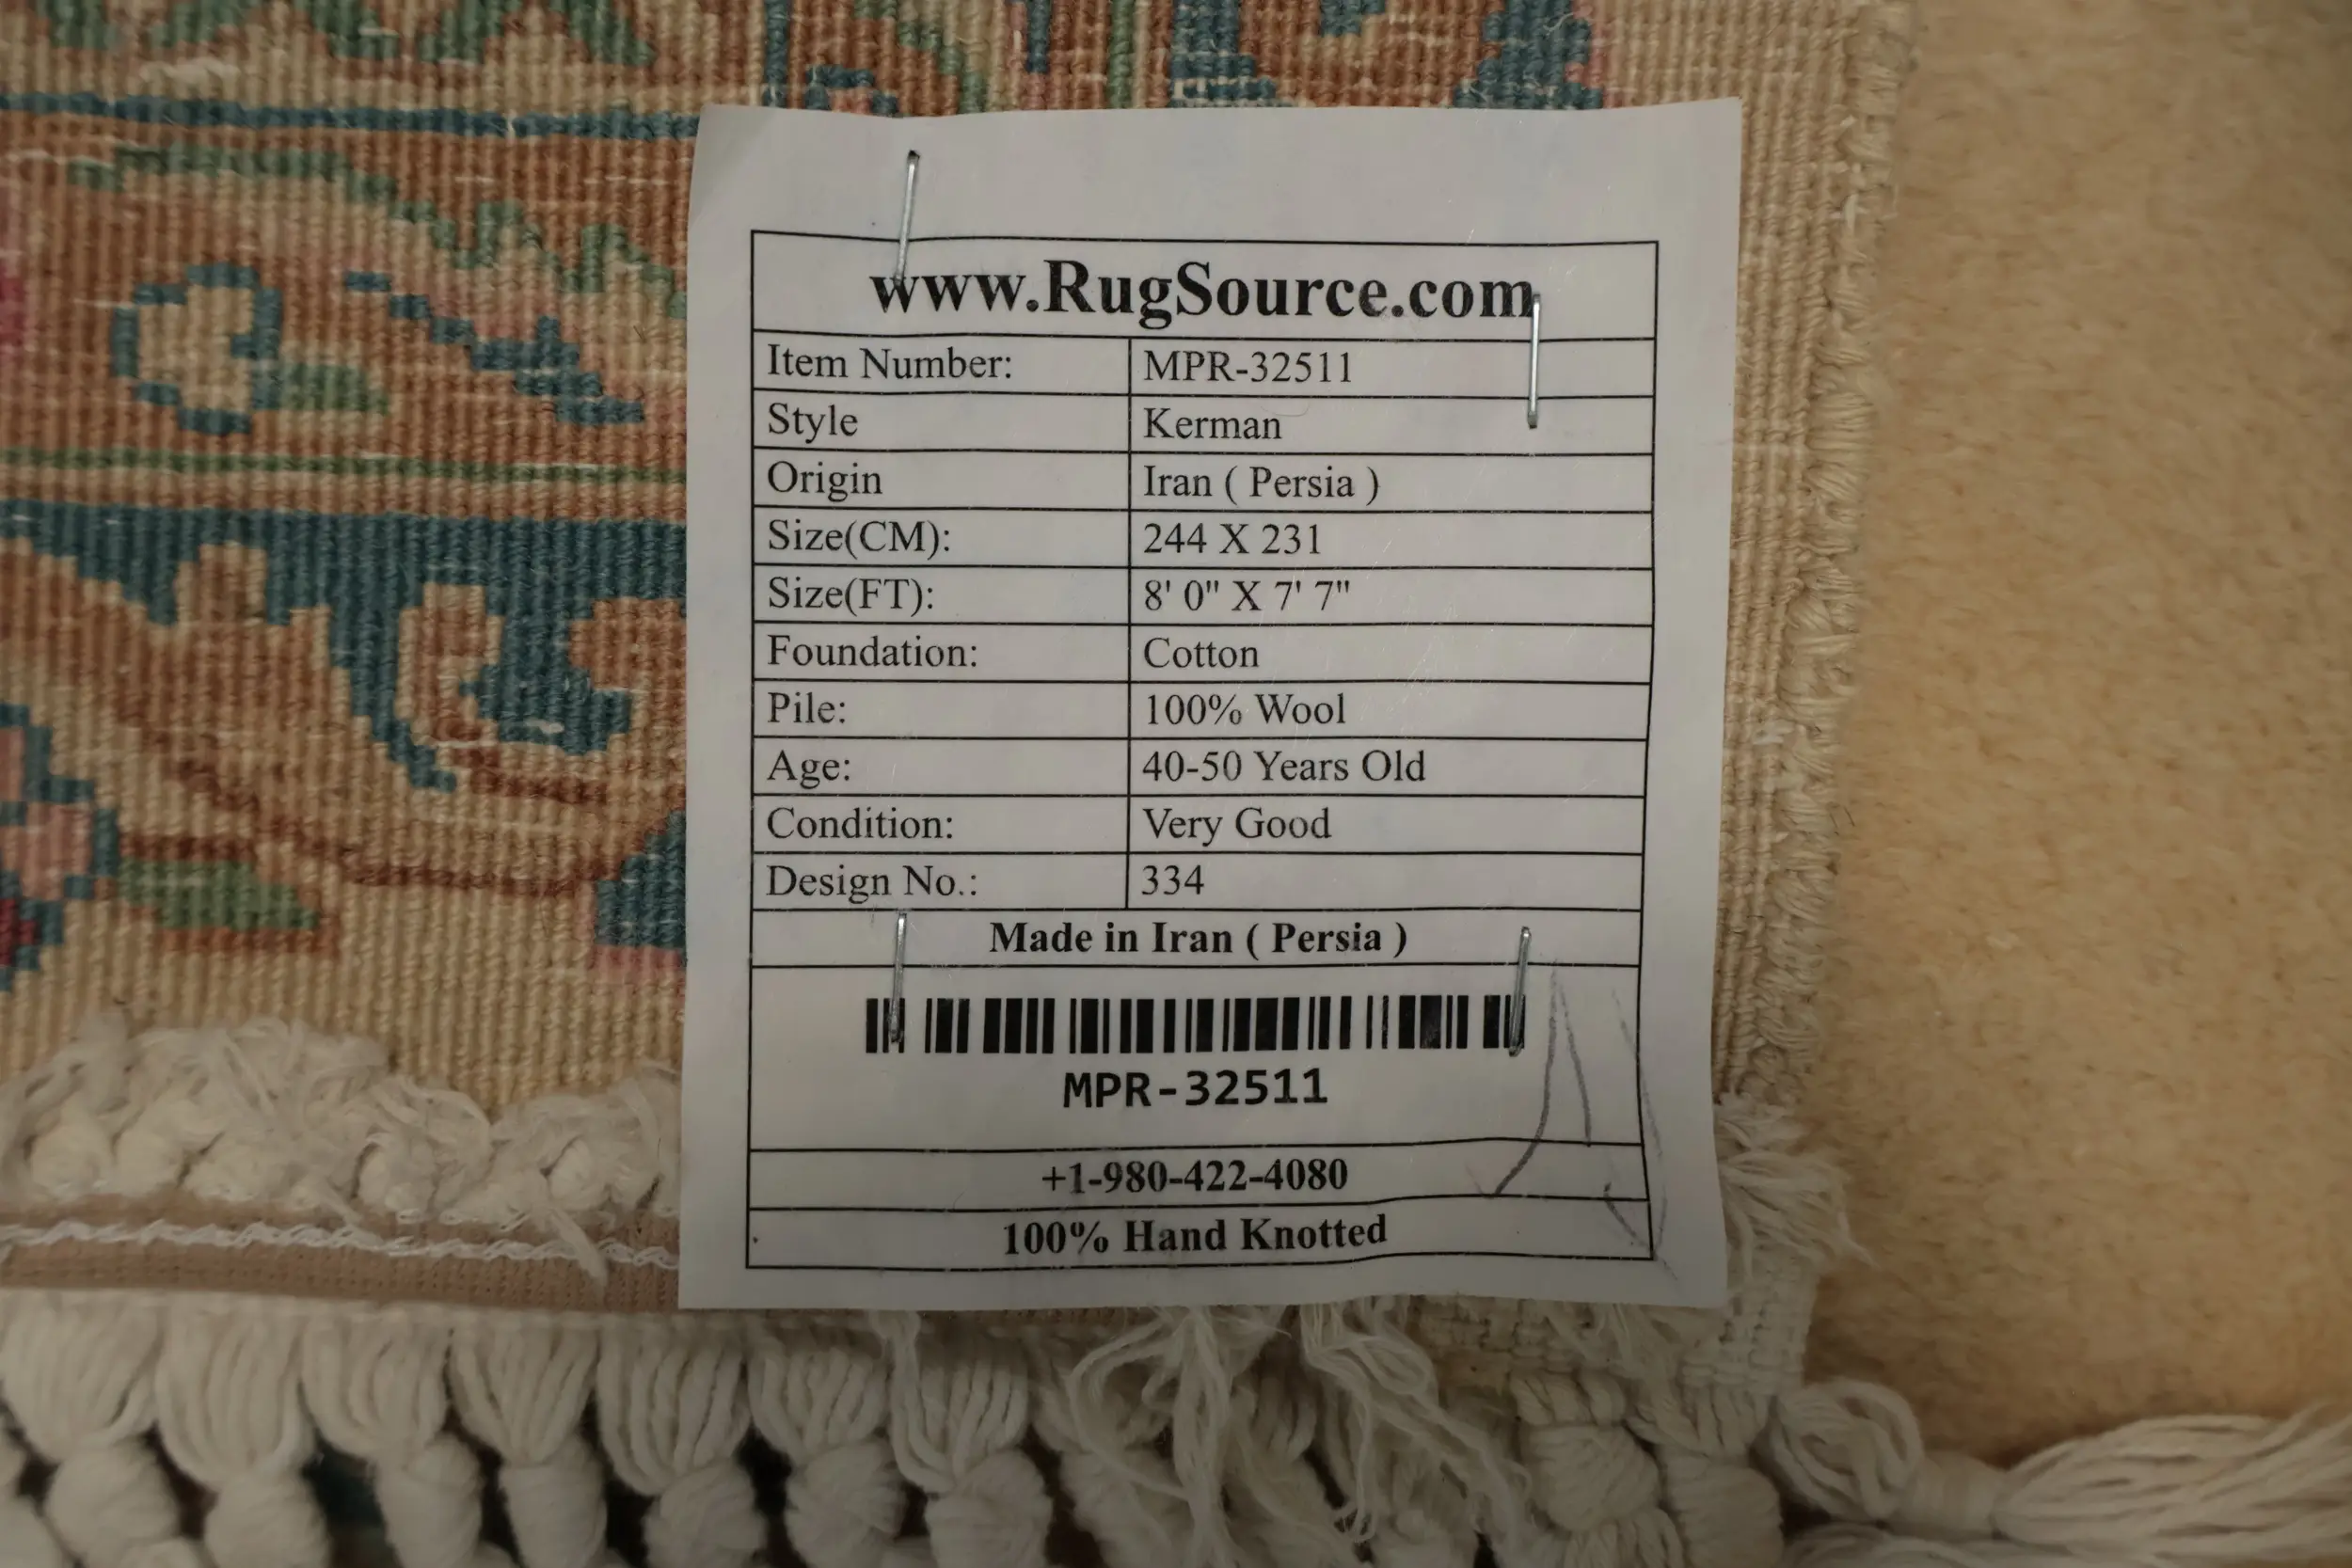 www.RugSource.com
Item Number: MPR-32511
Style Kerman
Origin Iran ( Persia )
Size(CM): 244 X 231
Size(FT): 8' 0" X 7' 7"
Foundation: Cotton
Pile: 100% Wool
Age: 40-50 Years Old
Condition: Very Good
Design No.: 334
Made in Iran ( Persia )
MPR-32511
+1-980-422-4080
100% Hand Knotted